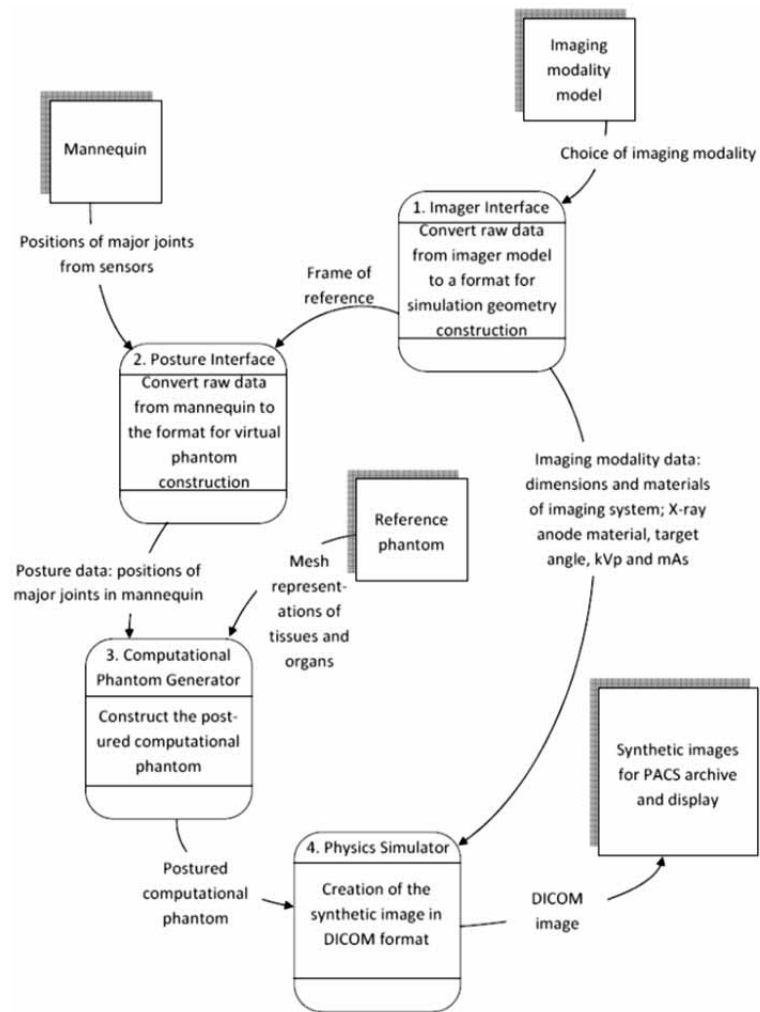 Imaging
modality
model
Mannequin
Choice of imaging modality
1. Imager Interface
Convert raw data
from imager model
to a format for
simulation geometry
construction
Positions of major joints
from sensors
Frame of
reference
2. Posture Interface
Convert raw data
from mannequin to
the format for virtual
phantom
construction
Imaging modality data:
dimensions and materials
of imaging system; X-ray
anode material, target
angle, kVp and mAs
Reference
phantom
Posture data: positions of
major joints in mannequin
Mesh
represent-
ations of
tissues and
organs
3. Computational
Phantom Generator
Construct the post-
ured computational
phantom
Synthetic images
for PACS archive
and display
4. Physics Simulator
Creation of the
synthetic image in
DICOM format
Postured
computational
phantom
DICOM
image